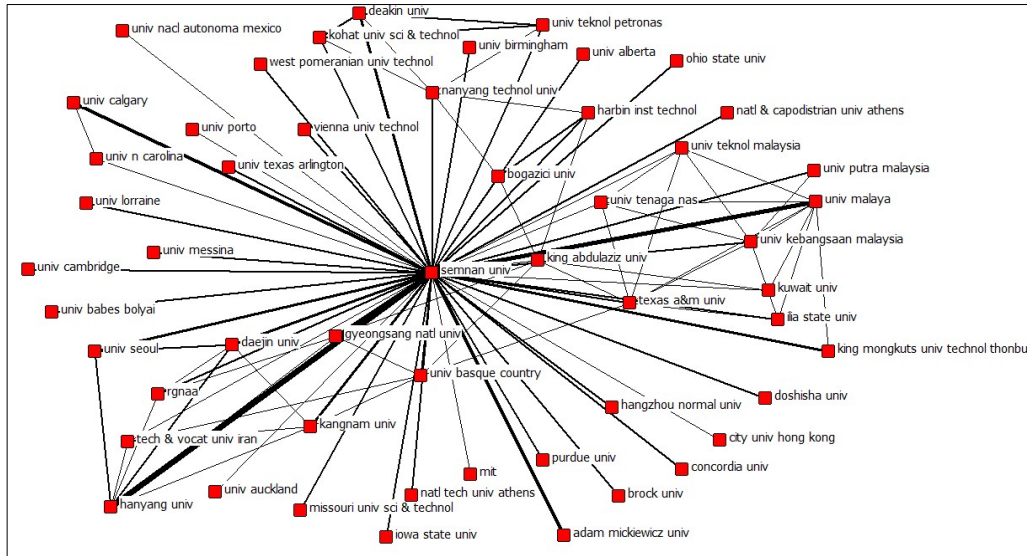 deakin univ
univ nacl autonoma mexico
kohat univ sci & technol
univ teknol petronas
univ birmingham
univ alberta
west pomeranian univ technol
ohio state univ
nanyang technol univ
univ calgary
harbin inst technol
natl & capodistrian univ athens
univ porto
vienna univ technol
univ teknol malaysia
univ n carolina
univ texas arlington
univ putra malaysia
bogazici univ
univ lorraine
univ tenaga nas
univ malaya
univ kebangsaan malaysia
univ messina
king abdulaziz univ
univ cambridge
semnan univ
kuwait univ
texas a&m univ
univ babes bolyai
ilia state univ
gyeongsang natl univ
daejin univ
univ seoul
king mongkuts univ technol thonbu
univ basque country
rgnaa
doshisha univ
hangzhou normal univ
kangnam univ
tech & vocat univ iran
city univ hong kong
purdue univ
concordia univ
mit
univ auckland
natl tech univ athens
brock univ
hanyang univ
missouri univ sci & technol
iowa state univ
adam mickiewicz univ